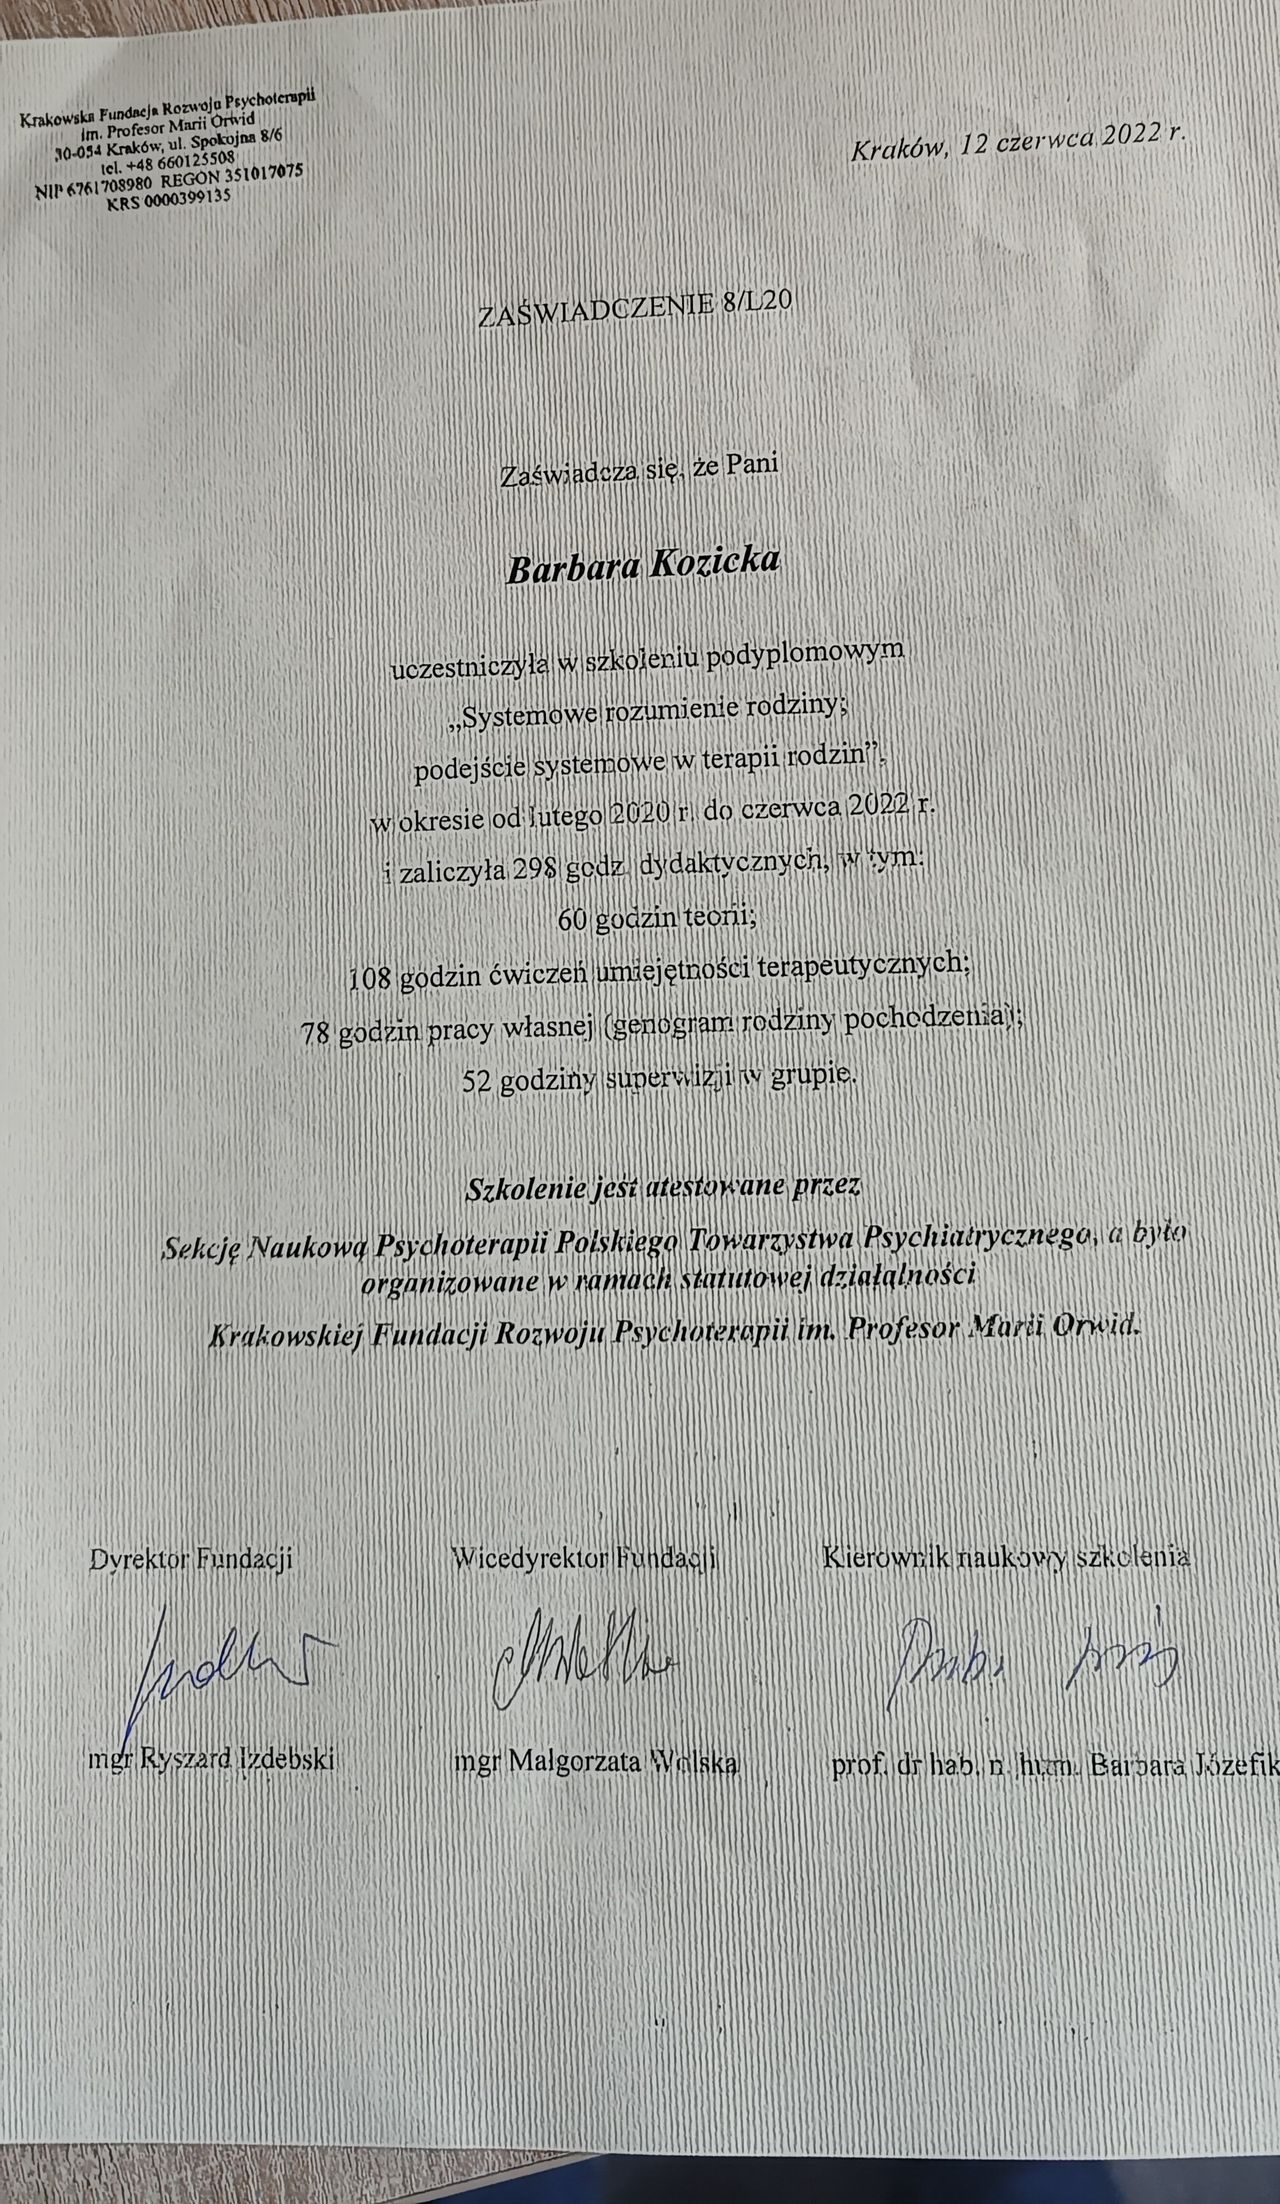 Krakowska Fundacja Rozwoju Psychoterapii
im. Profesor Marii Orwid
30-054 Kraków, ul. Spokojna 8/6
tel. +48 660125508
NIP 6761708980 REGON 351017075
KRS 0000399135
Kraków, 12 czerwca 2022 r.
ZAŚWIADCZENIE 8/L20
Zaświadcza się, że Pani
Barbara Kozicka
uczestniczyła w szkoleniu podyplomowym
„Systemowe rozumienie rodziny;
podejście systemowe w terapii rodzin”,
w okresie od lutego 2020 r. do czerwca 2022 r.
i zaliczyła 298 godz. dydaktycznych, w tym:
60 godzin teorii;
108 godzin ćwiczeń umiejętności terapeutycznych;
78 godzin pracy własnej (genogram rodziny pochodzenia);
52 godziny superwizji w grupie.
Szkolenie jest atestowane przez
Sekcję Naukową Psychoterapii Polskiego Towarzystwa Psychiatrycznego, a było
organizowane w ramach statutowej działalności
Krakowskiej Fundacji Rozwoju Psychoterapii im. Profesor Marii Orwid.
Dyrektor Fundacji Wicedyrektor Fundacji Kierownik naukowy szkolenia
mgr Ryszard Izdebski mgr Małgorzata Wolska prof. dr hab. n. hum. Barbara Józefik